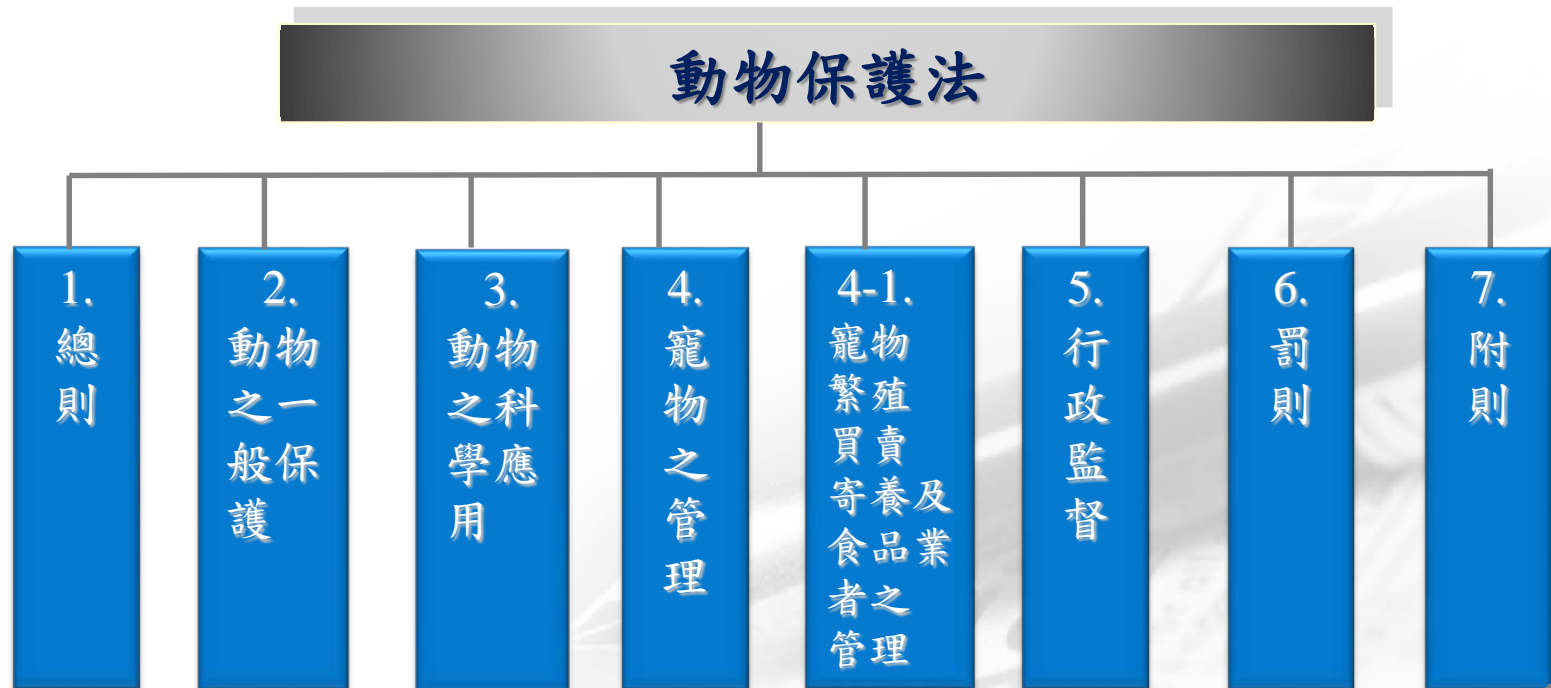 動物保護法
1.
總
則
2.
動物
之一
般保
護
3.
動物
之科
學應
用
4.
寵
物
之
管
理
4-1.
寵物
繁殖
買賣
寄養及
食品業
者之
管理
5.
行
政
監
督
6.
罰
則
7.
附
則